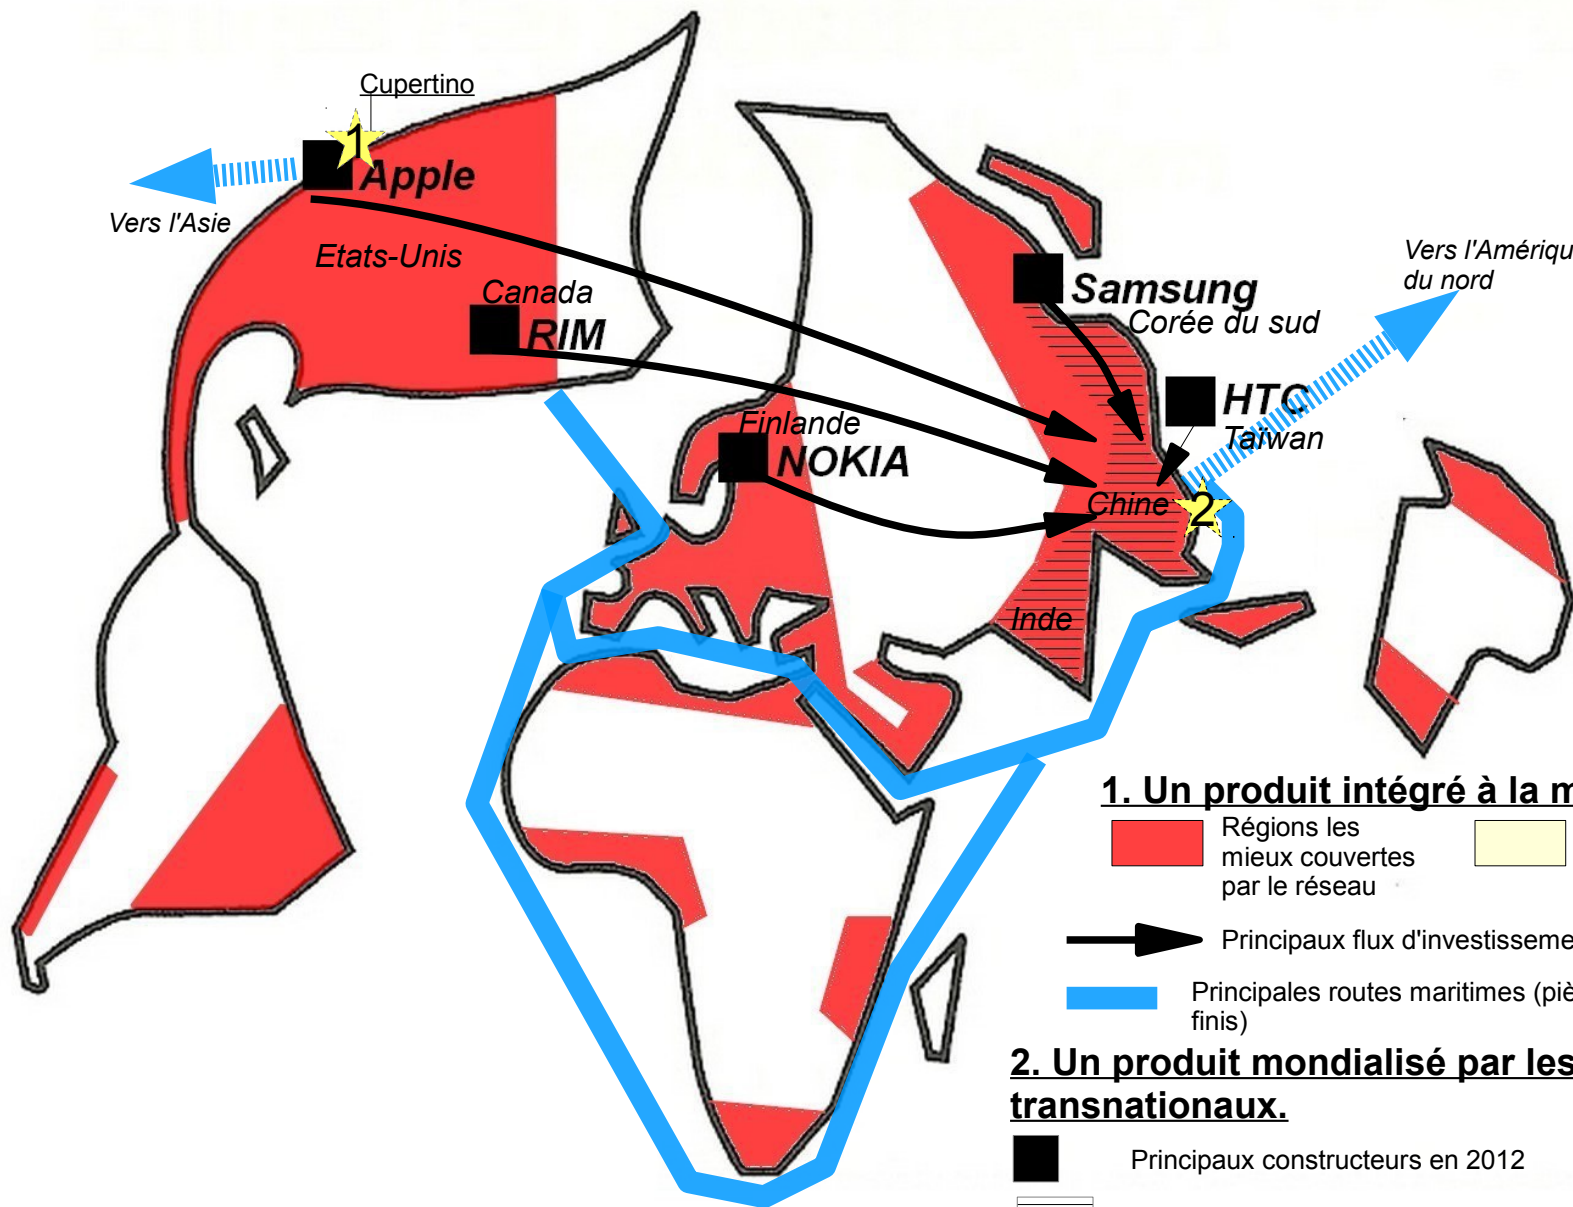 Cupertino
1
Apple
Vers l'Asie
Etats-Unis
Canada
RIM
Finlande
NOKIA
Samsung
Corée du sud
Vers l'Amériqu
du nord
HTC
Taïwan
Chine
2
Inde
1. Un produit intégré à la m
Régions les
mieux couvertes
par le réseau
Principaux flux d'investisseme
Principales routes maritimes (piè
finis)
2. Un produit mondialisé par les
transnationaux.
Principaux constructeurs en 2012